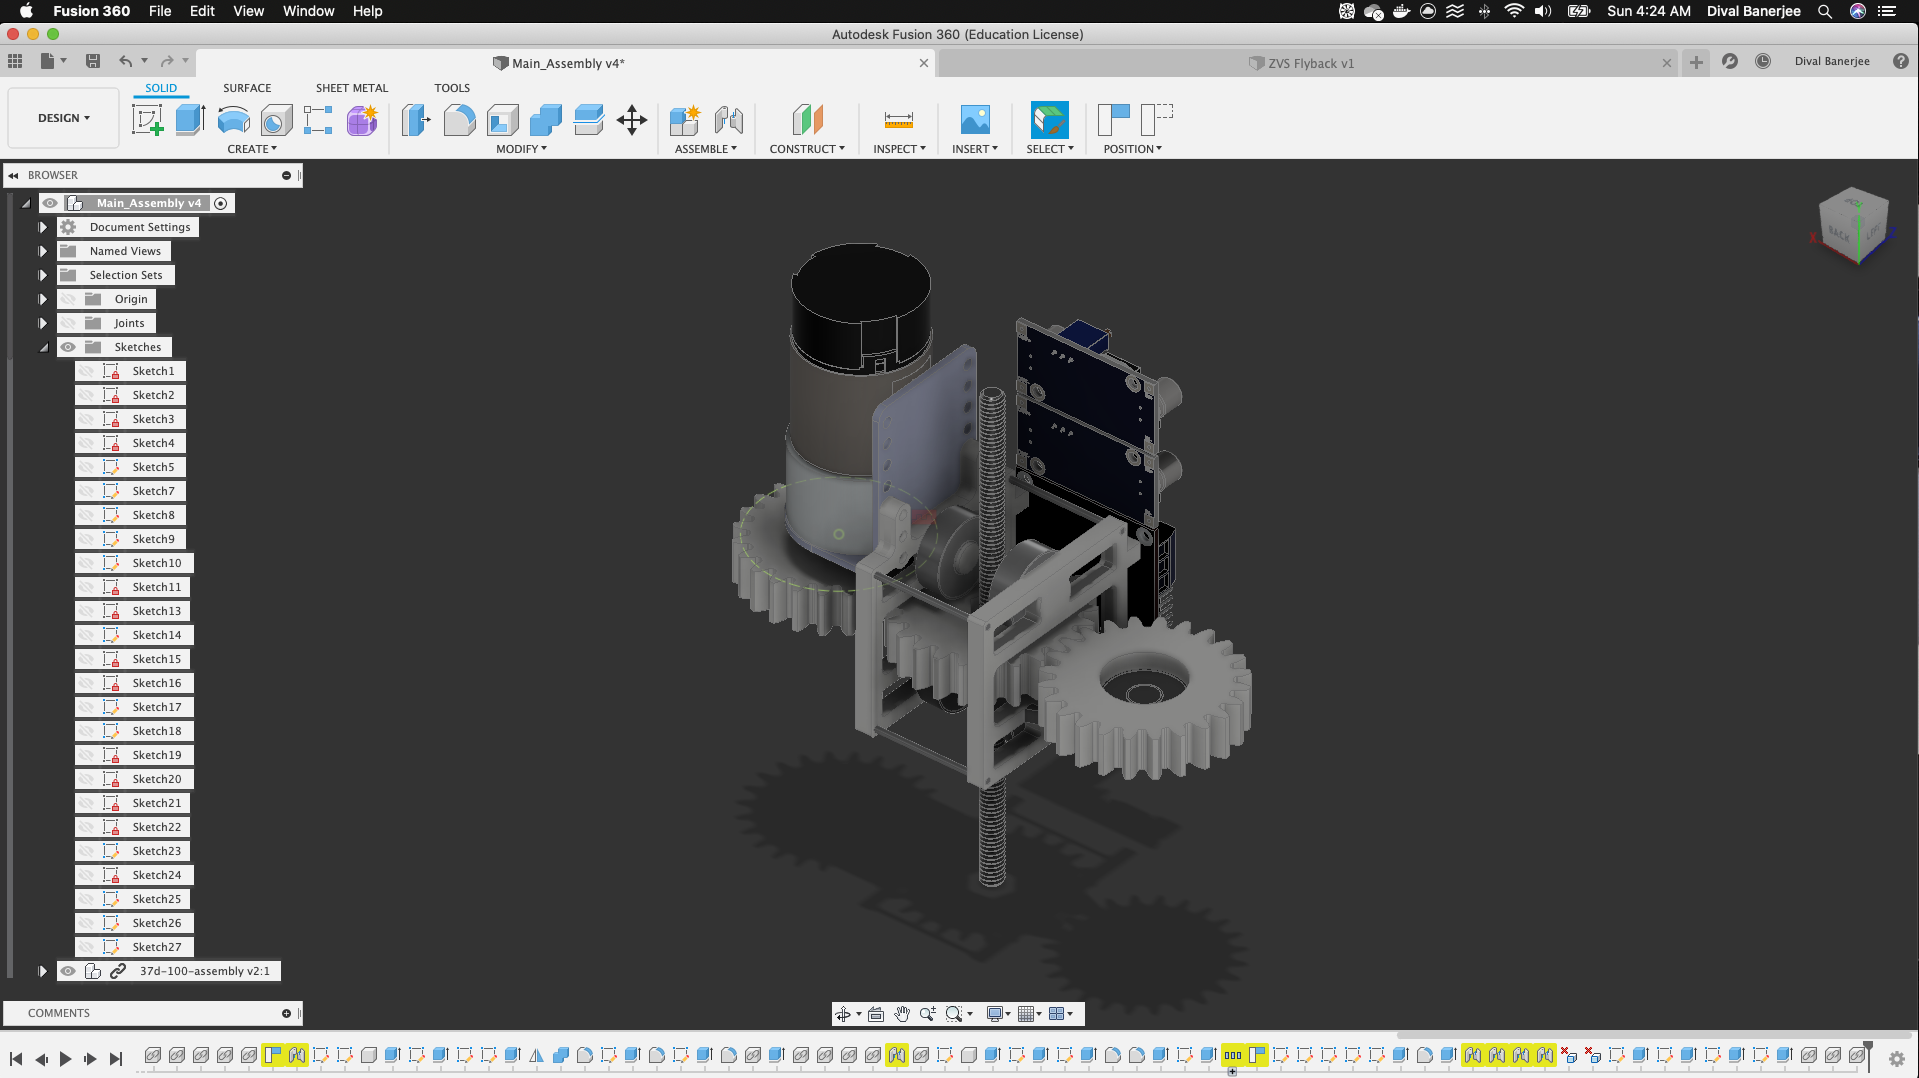 Fusion 360 File Edit View Window Help
Sun 4:24 AM Dival Banerjee
Autodesk Fusion 360 (Education License)
Main_Assembly v4*
ZVS Flyback v1
Dival Banerjee
SOLID SURFACE SHEET METAL TOOLS
DESIGN
CREATE MODIFY ASSEMBLE CONSTRUCT INSPECT INSERT SELECT POSITION
BROWSER
Main_Assembly v4
Document Settings
Named Views
Selection Sets
Origin
Joints
Sketches
Sketch1
Sketch2
Sketch3
Sketch4
Sketch5
Sketch7
Sketch8
Sketch9
Sketch10
Sketch11
Sketch13
Sketch14
Sketch15
Sketch16
Sketch17
Sketch18
Sketch19
Sketch20
Sketch21
Sketch22
Sketch23
Sketch24
Sketch25
Sketch26
Sketch27
37d-100-assembly v2:1
COMMENTS
X
BACK
LEFT
Z